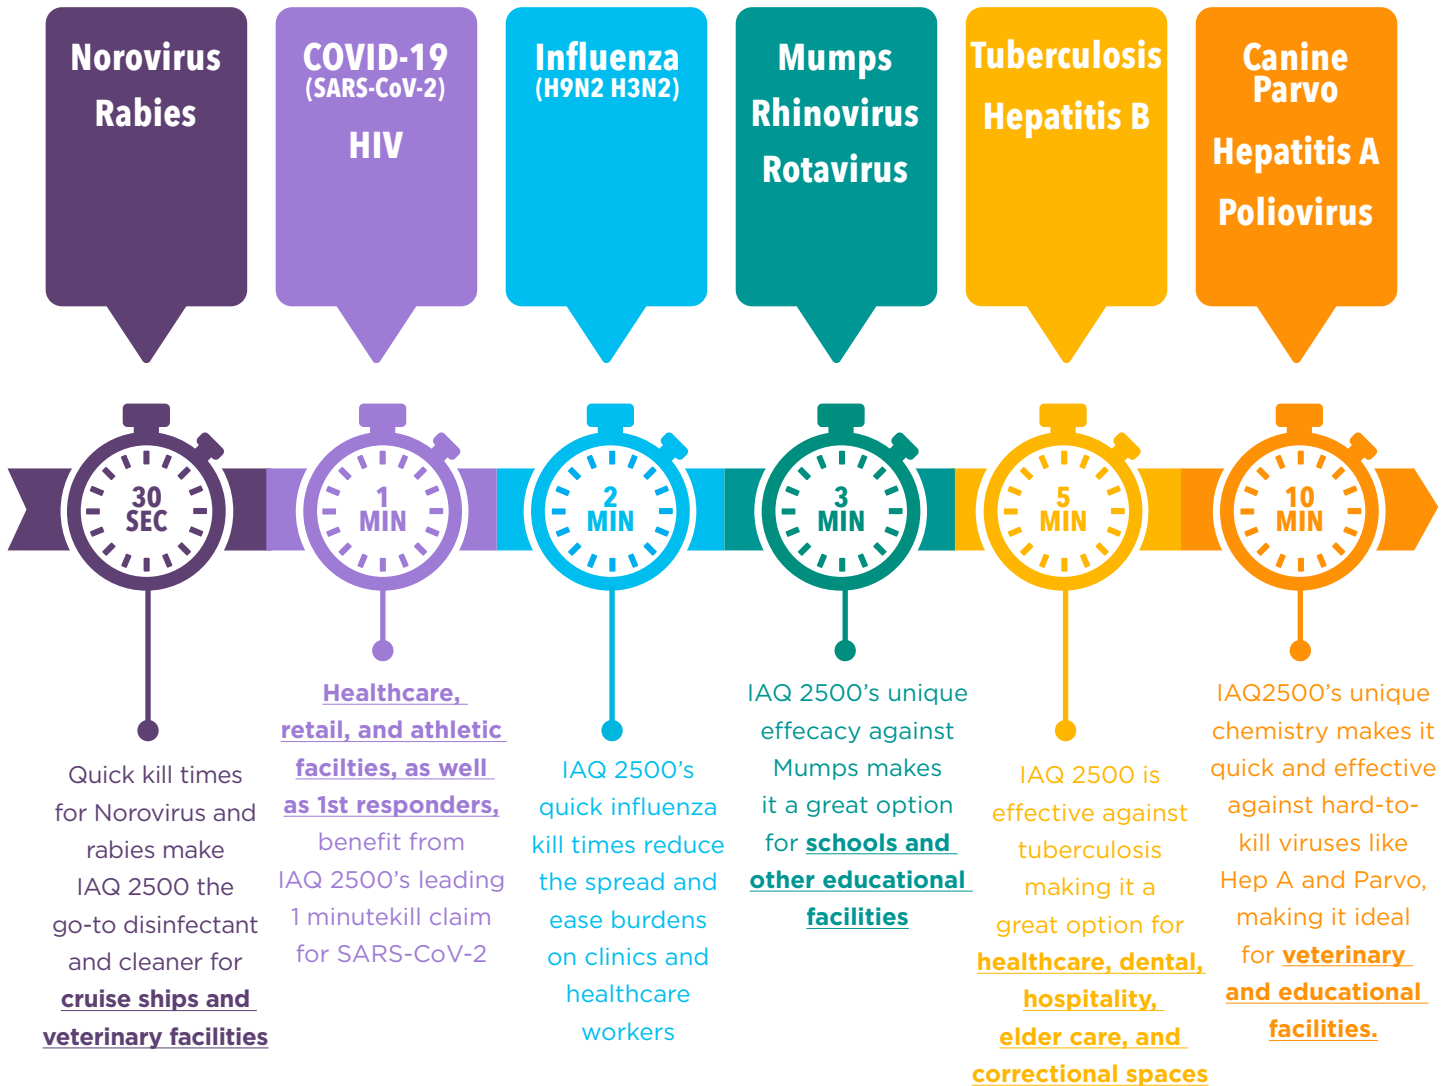 Norovirus
Rabies
COVID-19
(SARS-CoV-2)
HIV
Influenza
(H9N2 H3N2)
Mumps
Rhinovirus
Rotavirus
Tuberculosis
Hepatitis B
Canine
Parvo
Hepatitis A
Poliovirus
30
SEC
1
MIN
2
MIN
3
MIN
5
MIN
10
MIN
Quick kill times
for Norovirus and
rabies make
IAQ 2500 the
go-to disinfectant
and cleaner for
cruise ships and
veterinary facilities
Healthcare,
retail, and athletic
facilties, as well
as 1st responders,
benefit from
IAQ 2500's leading
1 minutekill claim
for SARS-CoV-2
IAQ 2500's
quick influenza
kill times reduce
the spread and
ease burdens
on clinics and
healthcare
workers
IAQ 2500's unique
effecacy against
Mumps makes
it a great option
for schools and
other educational
facilities
IAQ 2500 is
effective against
tuberculosis
making it a
great option for
healthcare, dental,
hospitality,
elder care, and
correctional spaces
IAQ2500's unique
chemistry makes it
quick and effective
against hard-to-
kill viruses like
Hep A and Parvo,
making it ideal
for veterinary
and educational
facilities.